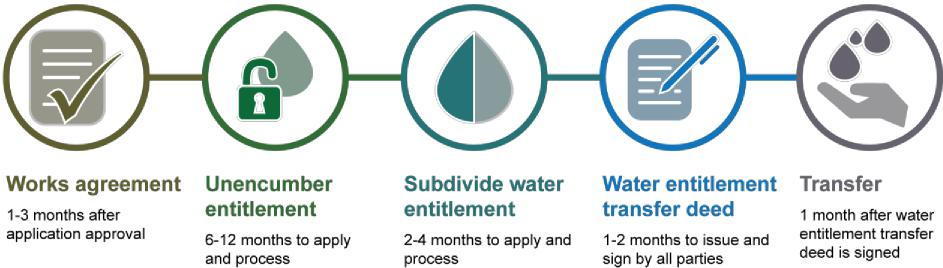 Works agreement
1-3 months after
application approval
Unencumber
entitlement
6-12 months to apply
and process
Subdivide water
entitlement
2-4 months to apply and
process
Water entitlement
transfer deed
1-2 months to issue and
sign by all parties
Transfer
1 month after water
entitlement transfer
deed is signed